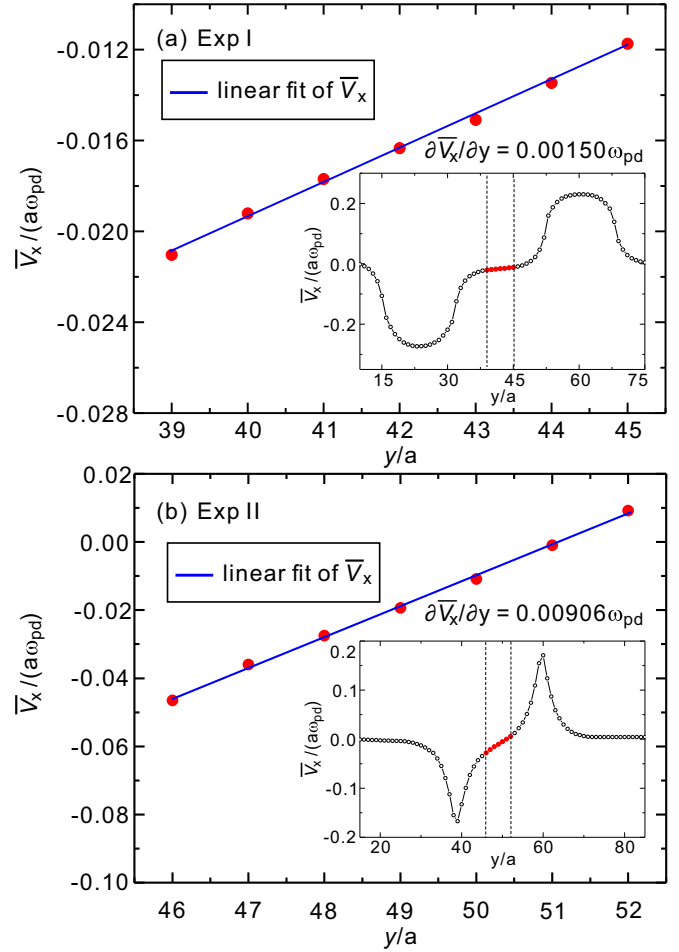 (a) Exp I
linear fit of V̅x
∂V̅x/∂y = 0.00150ωpd
V̅x/(aωpd)
-0.012
-0.016
-0.020
-0.024
-0.028
39 40 41 42 43 44 45
y/a
V̅x/(aωpd)
0.2
0.0
-0.2
15 30 45 60 75
y/a
(b) Exp II
linear fit of V̅x
∂V̅x/∂y = 0.00906ωpd
V̅x/(aωpd)
0.02
0.00
-0.02
-0.04
-0.06
-0.08
-0.10
46 47 48 49 50 51 52
y/a
V̅x/(aωpd)
0.2
0.1
0.0
-0.1
-0.2
20 40 60 80
y/a